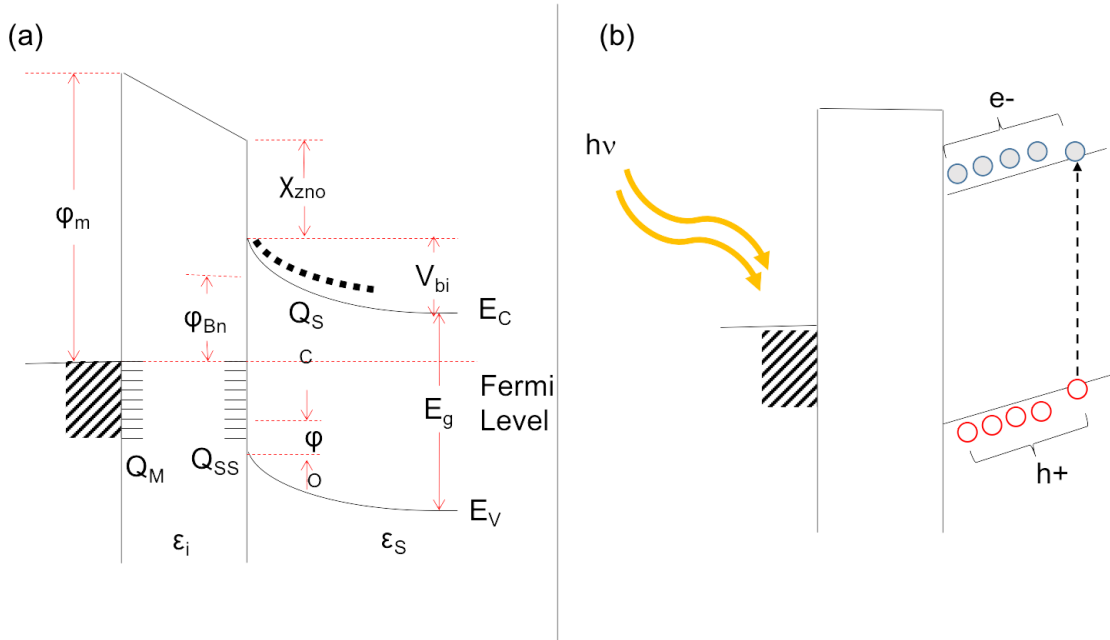 (a)
φm
χzno
Vbi
φBn
QS
C
EC
Fermi
Level
Eg
φ
O
QM
QSS
EV
εi
εS
(b)
hν
e-
h+